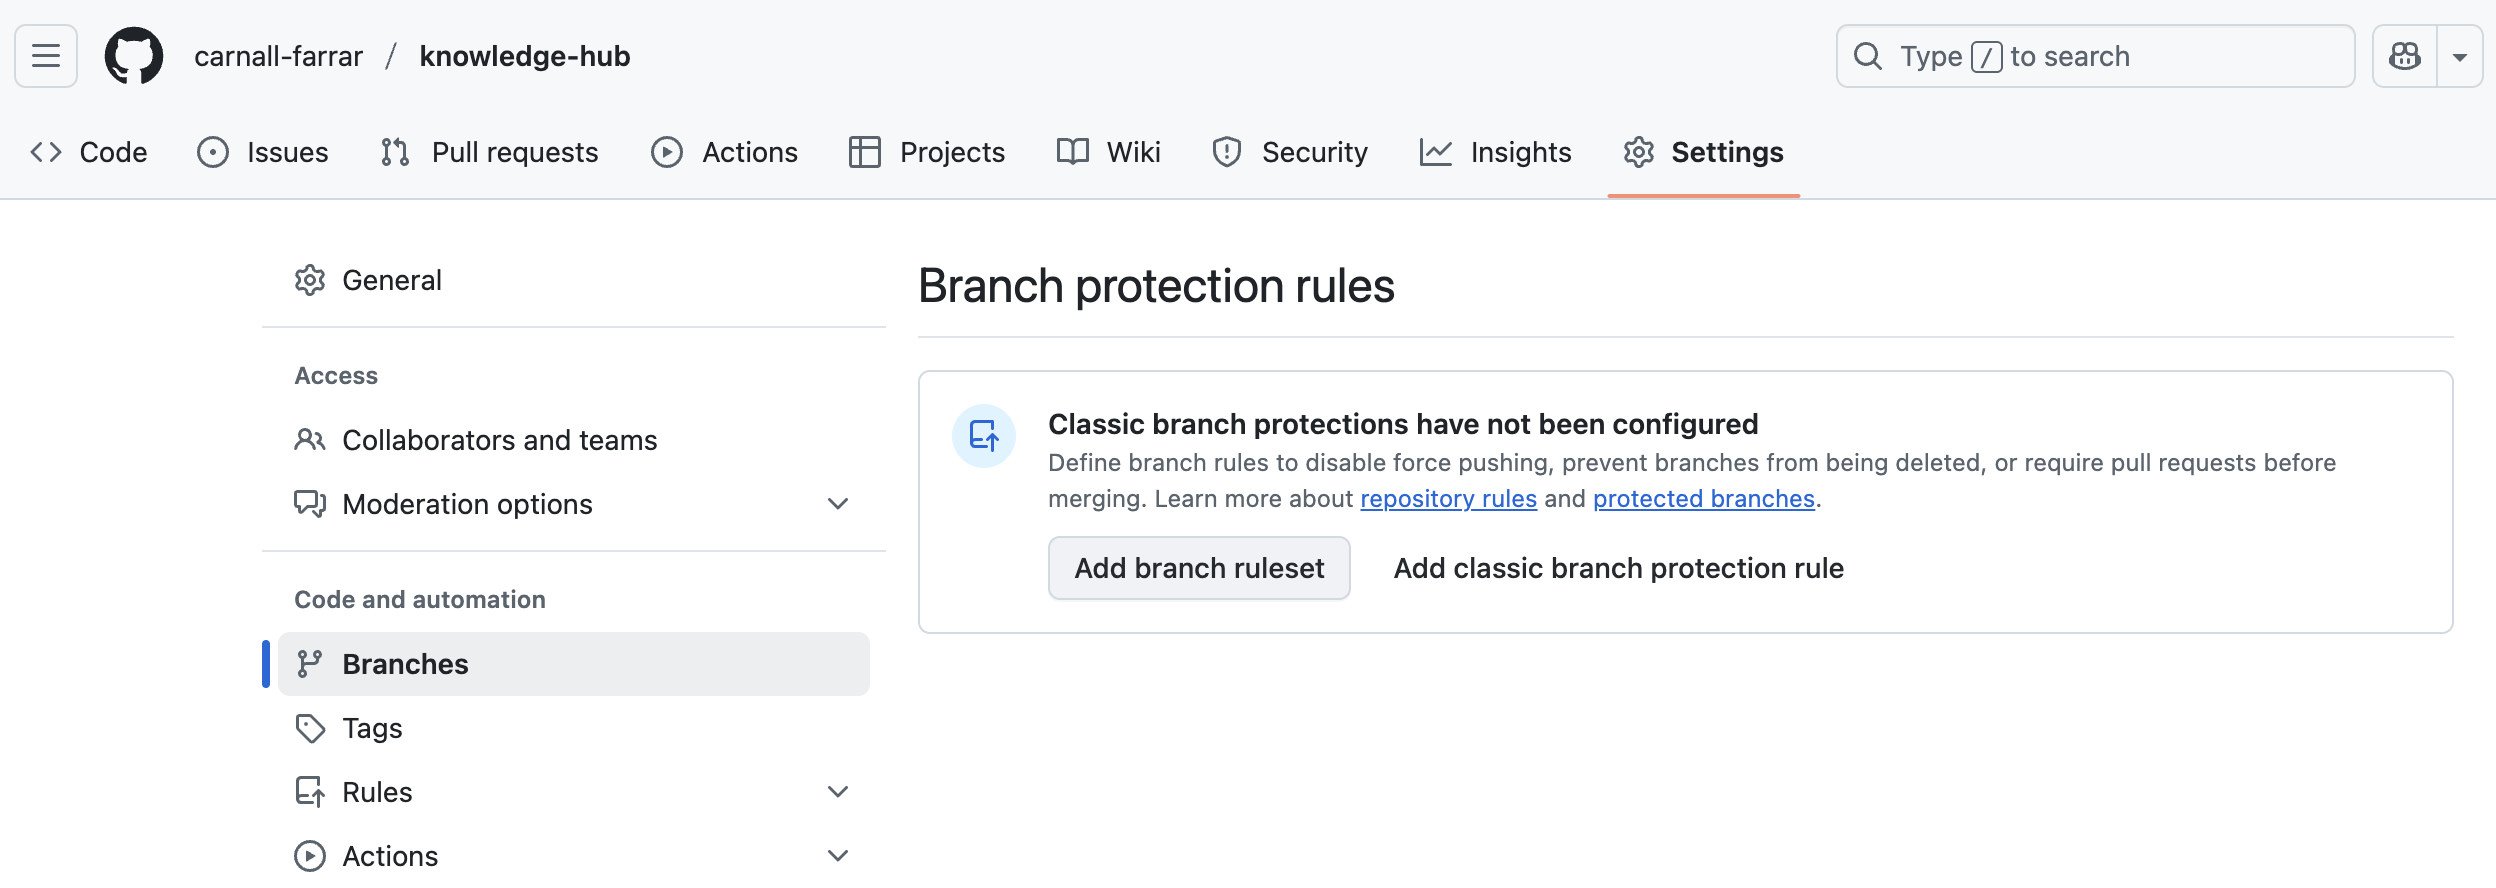 carnall-farrar / knowledge-hub
Type / to search
Code Issues Pull requests Actions Projects Wiki Security Insights Settings
General
Access
Collaborators and teams
Moderation options
Code and automation
Branches
Tags
Rules
Actions
Branch protection rules
Classic branch protections have not been configured
Define branch rules to disable force pushing, prevent branches from being deleted, or require pull requests before
merging. Learn more about repository rules and protected branches.
Add branch ruleset Add classic branch protection rule